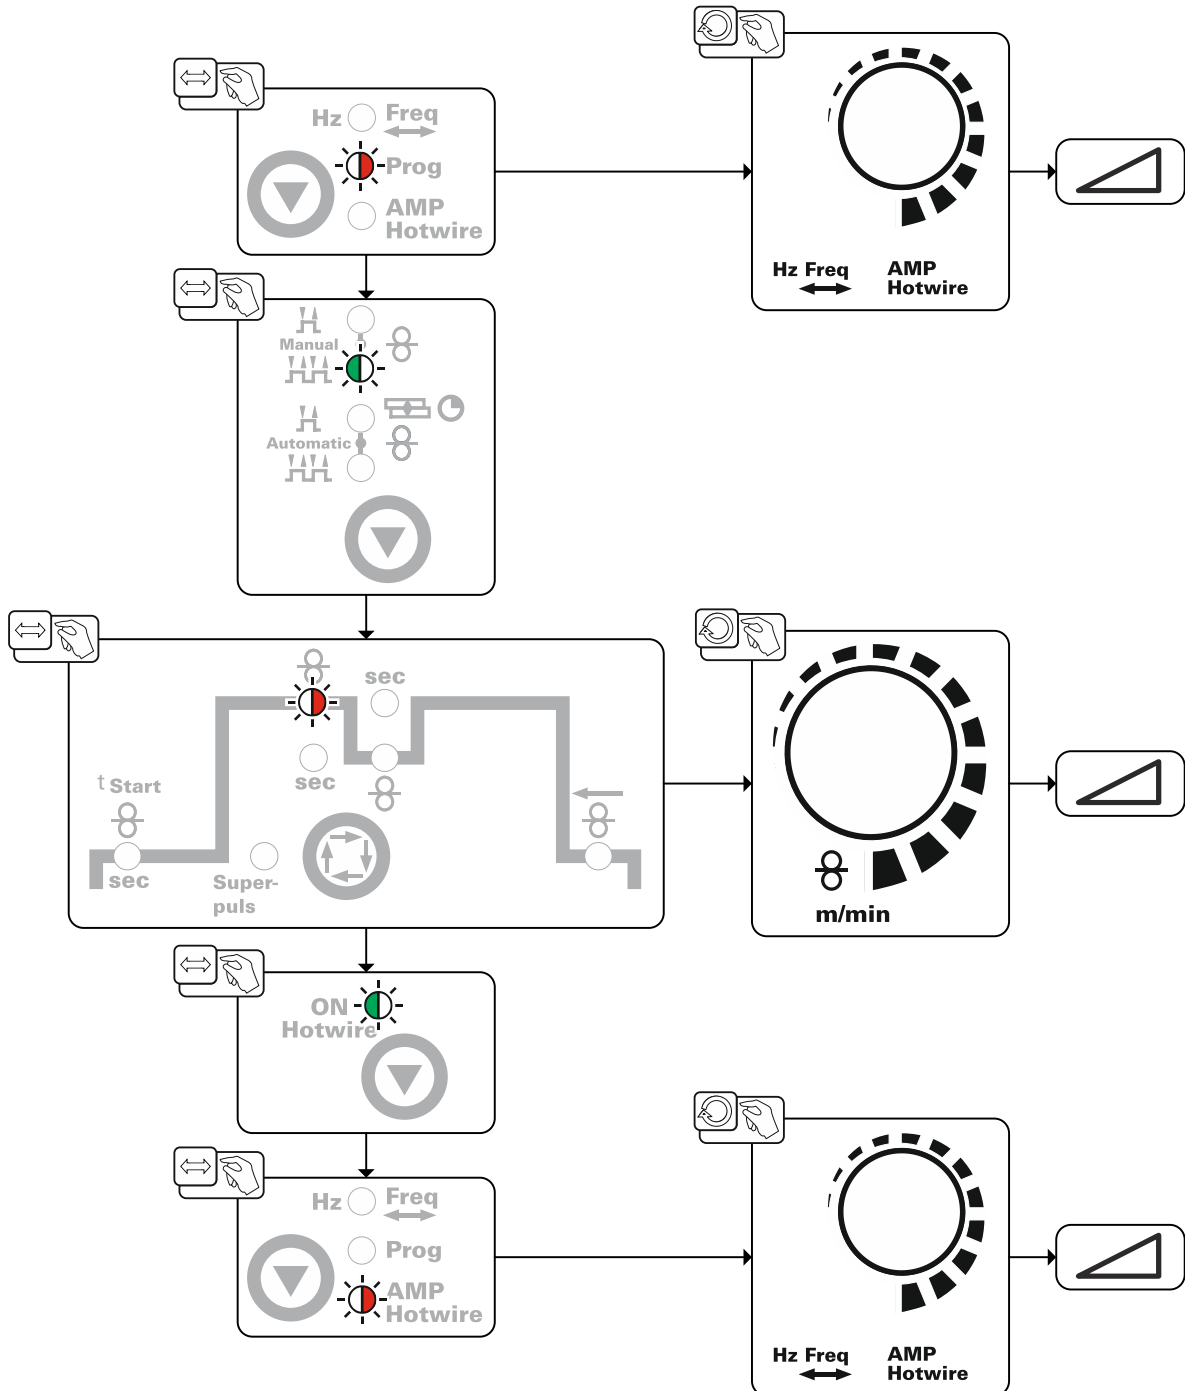 Hz Freq
Prog
AMP
Hotwire
Hz Freq
AMP
Hotwire
Manual
Automatic
sec
sec
t Start
sec
Super-
puls
m/min
ON
Hotwire
Hz Freq
Prog
AMP
Hotwire
Hz Freq
AMP
Hotwire